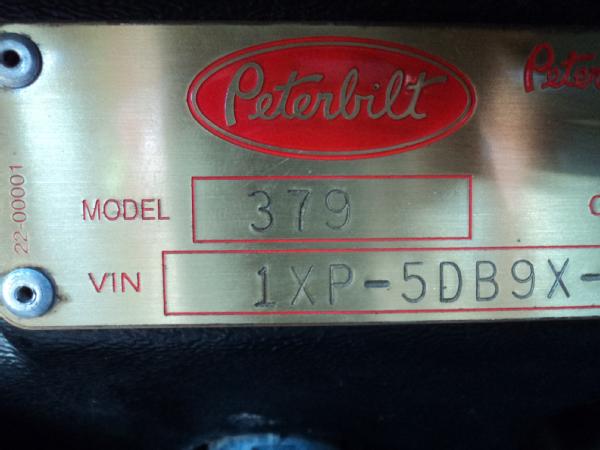 Peterbilt
MODEL 379
VIN 1XP-5DB9X-
22-00001